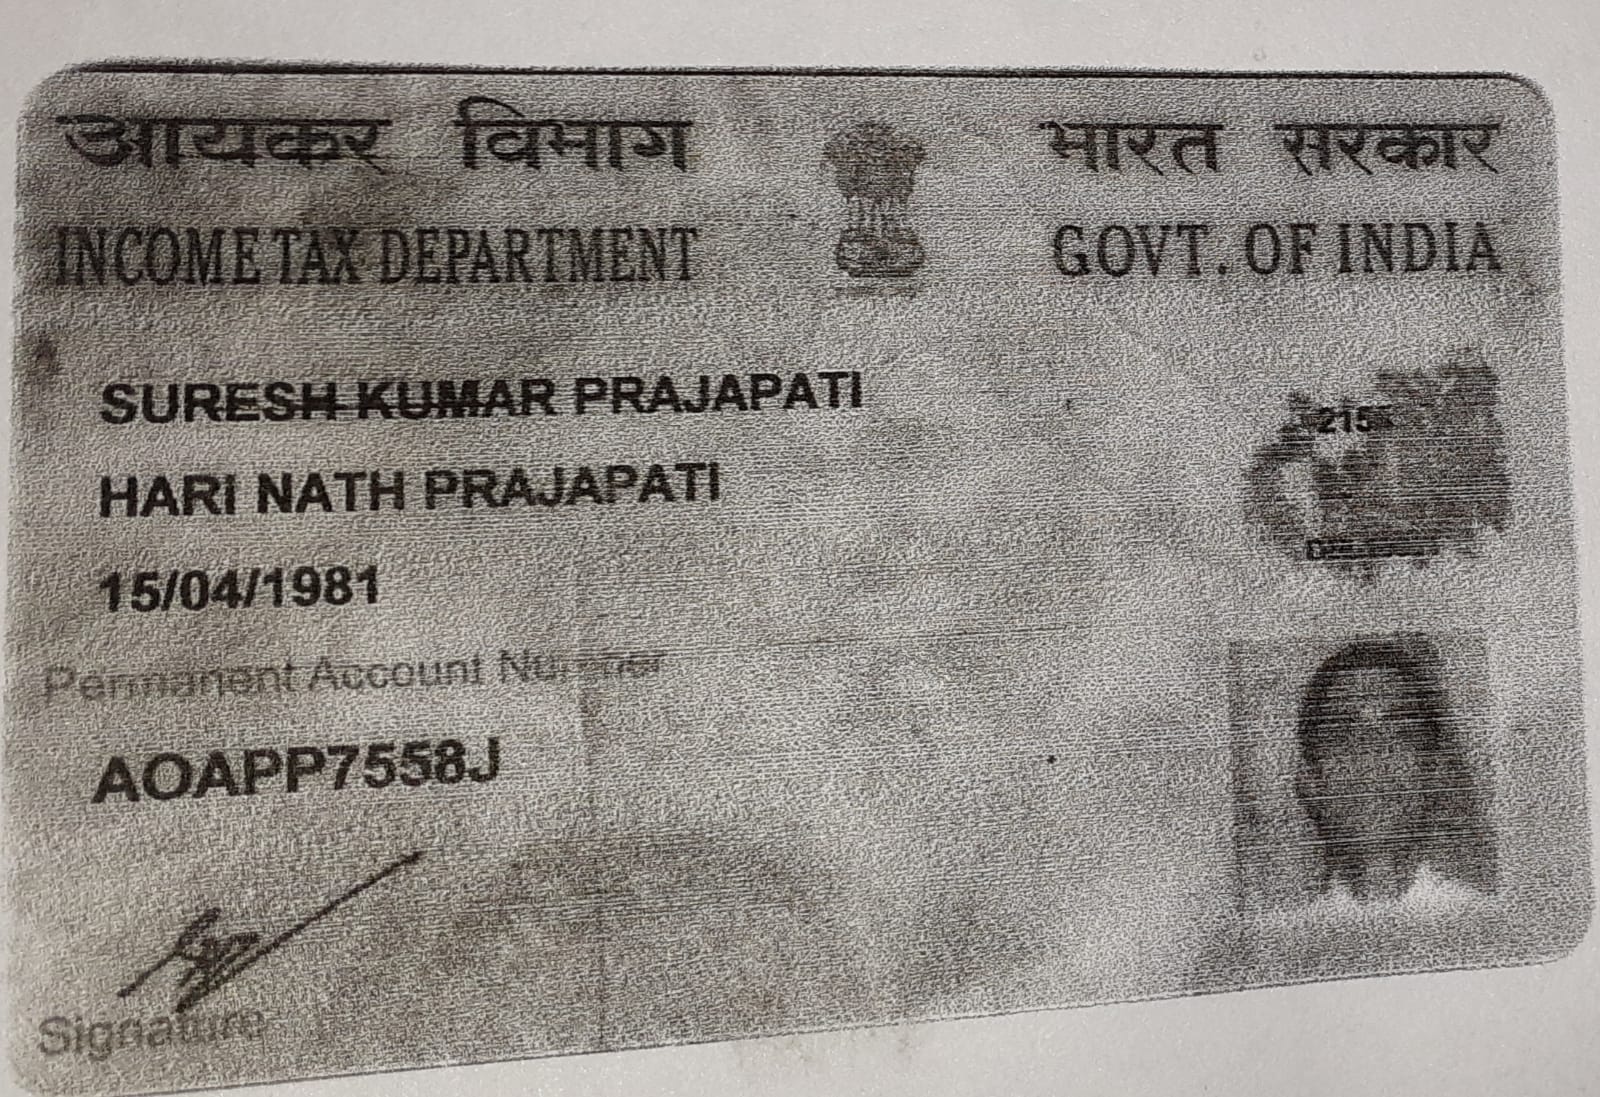 आयकर विभाग
भारत सरकार
INCOME TAX DEPARTMENT
GOVT. OF INDIA
SURESH KUMAR PRAJAPATI
HARI NATH PRAJAPATI
15/04/1981
Permanent Account Number
AOAPP7558J
Signature
215